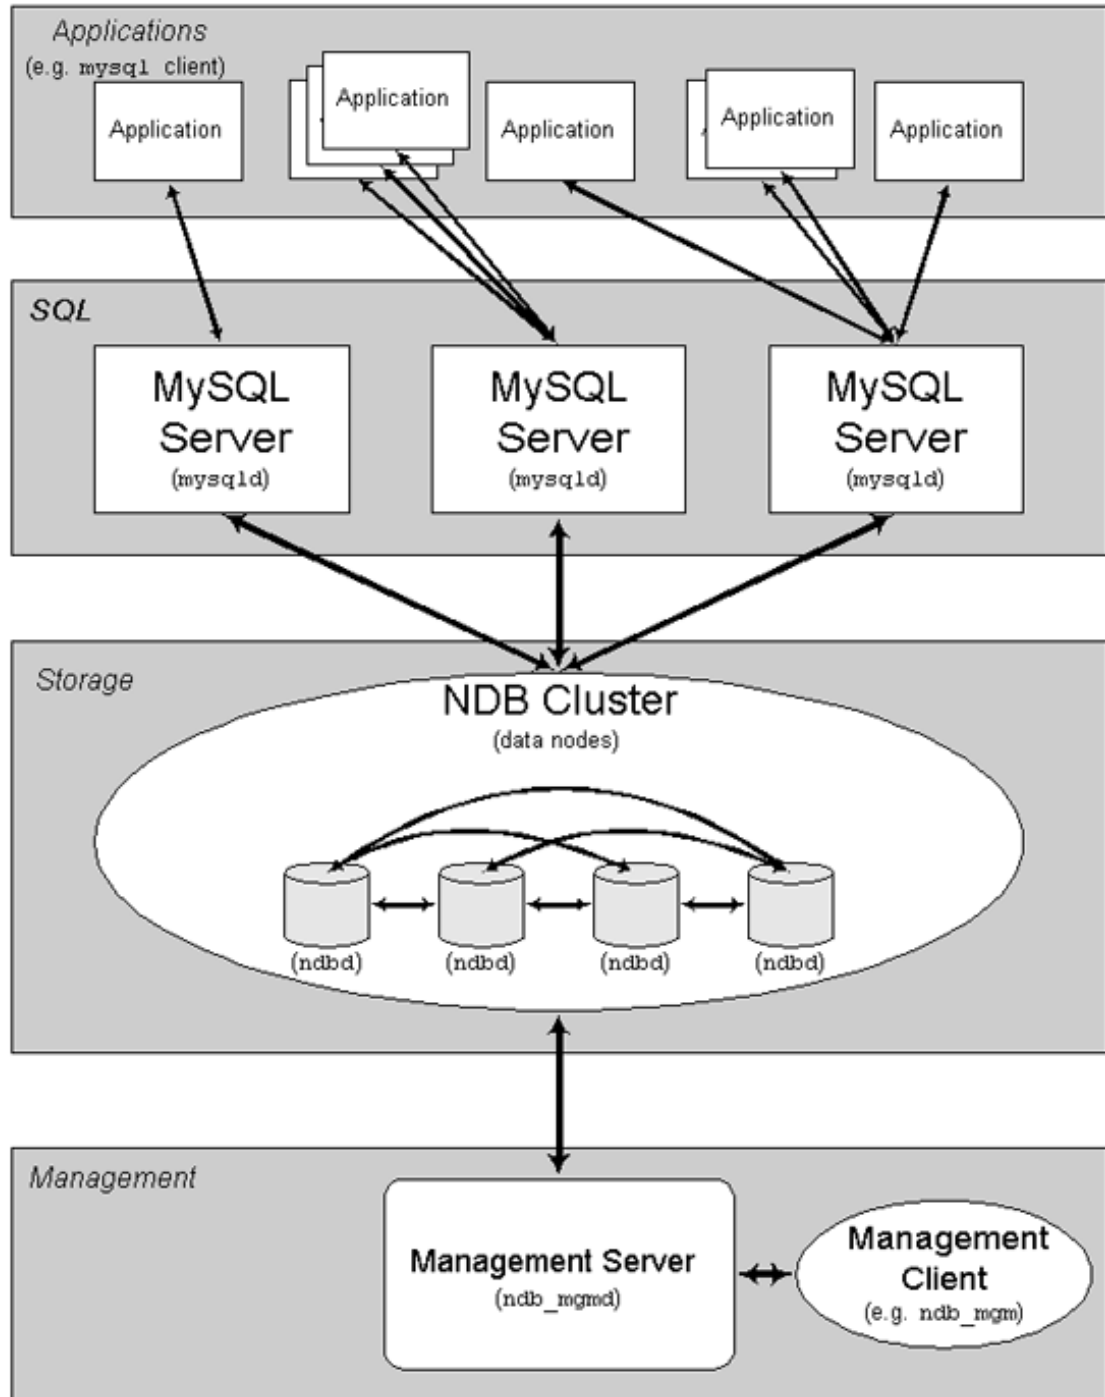 Applications
(e.g. mysql client)
Application
Application
Application
Application
Application
SQL
MySQL
Server
(mysqld)
MySQL
Server
(mysqld)
MySQL
Server
(mysqld)
Storage
NDB Cluster
(data nodes)
(ndbd)
(ndbd)
(ndbd)
(ndbd)
Management
Management Server
(ndb_mgmd)
Management
Client
(e.g. ndb_mgm)